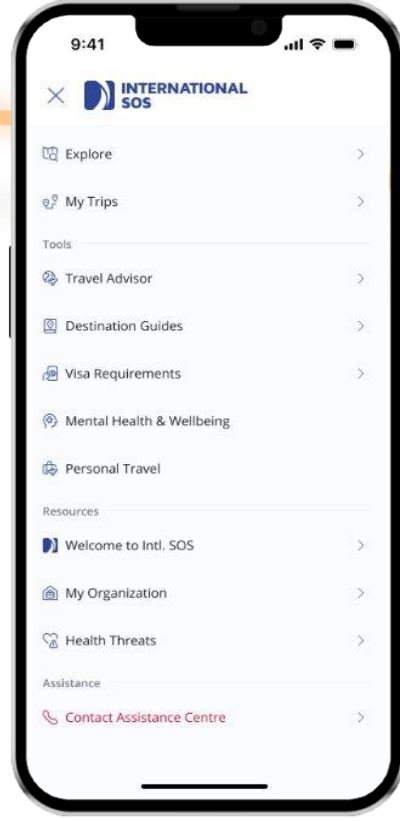 9:41
INTERNATIONAL
SOS
Explore
My Trips
Tools
Travel Advisor
Destination Guides
Visa Requirements
Mental Health & Wellbeing
Personal Travel
Resources
Welcome to Intl. SOS
My Organization
Health Threats
Assistance
Contact Assistance Centre